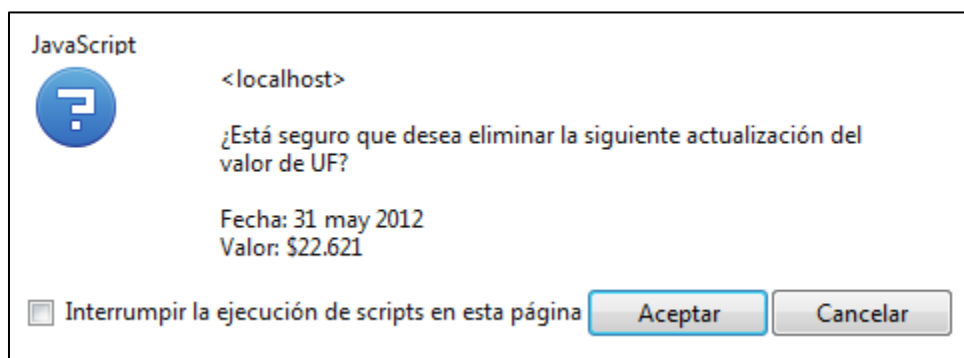 JavaScript
<localhost>
¿Está seguro que desea eliminar la siguiente actualización del
valor de UF?
Fecha: 31 may 2012
Valor: $22.621
Interrumpir la ejecución de scripts en esta página
Aceptar
Cancelar